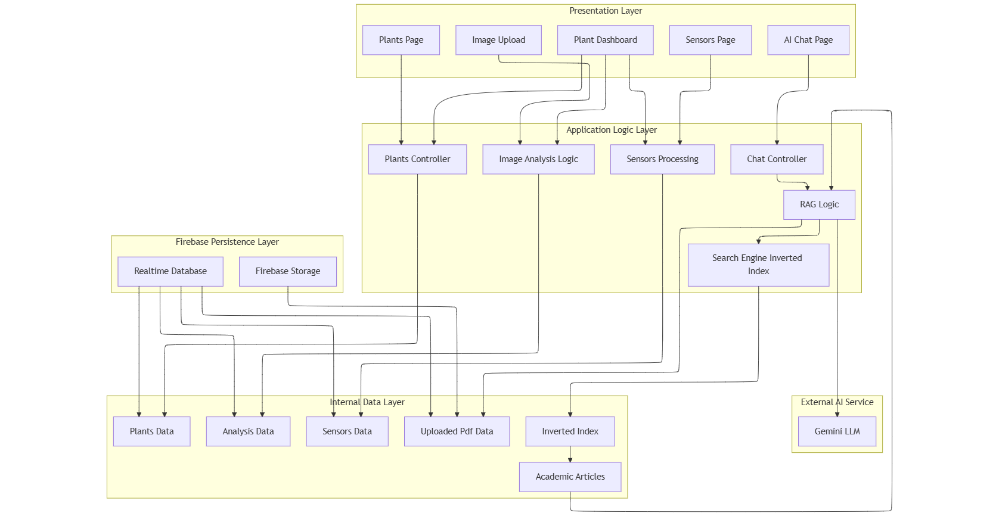 Presentation Layer
Plants Page
Image Upload
Plant Dashboard
Sensors Page
AI Chat Page
Application Logic Layer
Plants Controller
Image Analysis Logic
Sensors Processing
Chat Controller
RAG Logic
Search Engine Inverted
Index
Firebase Persistence Layer
Realtime Database
Firebase Storage
Internal Data Layer
Plants Data
Analysis Data
Sensors Data
Uploaded Pdf Data
Inverted Index
Academic Articles
External AI Service
Gemini LLM